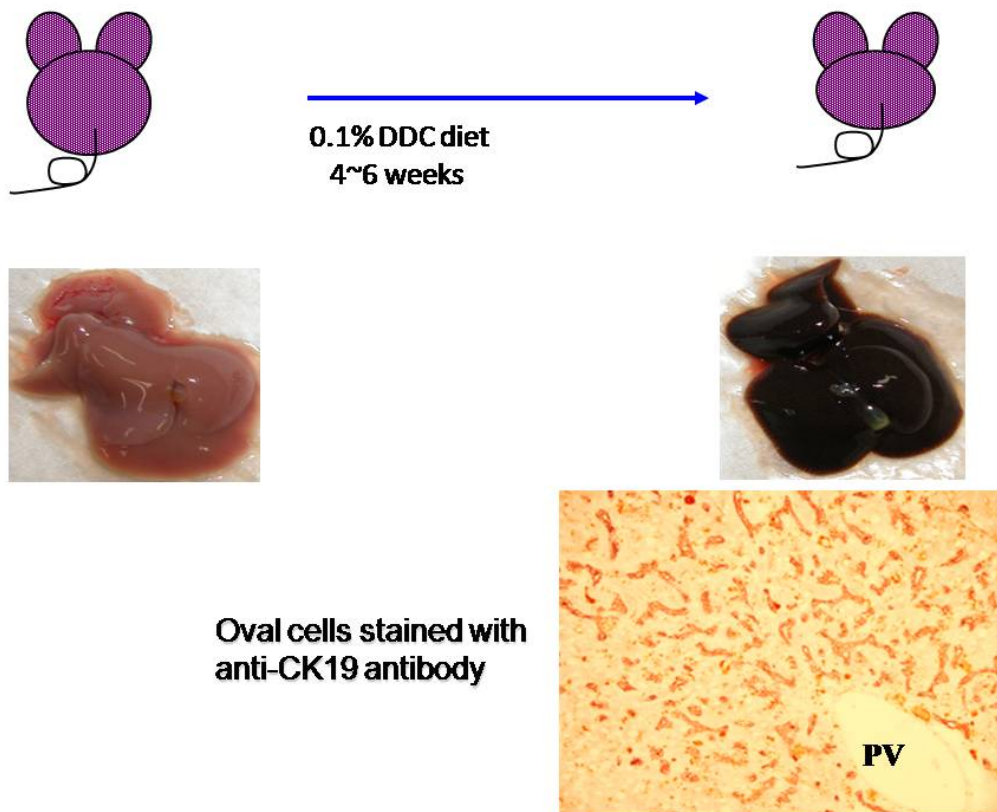 0.1% DDC diet
4~6 weeks
Oval cells stained with
anti-CK19 antibody
PV